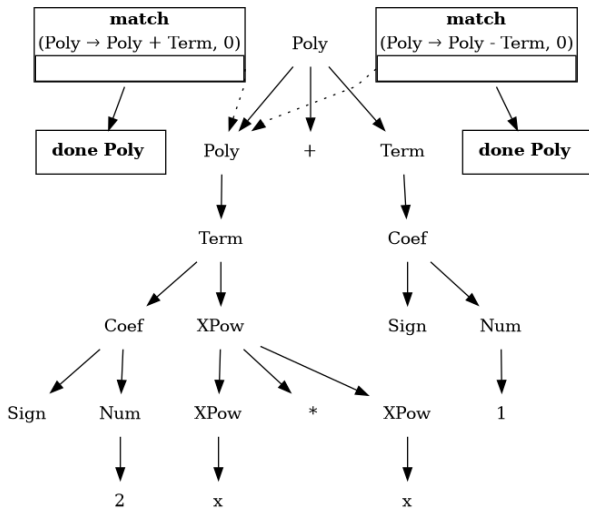 match
(Poly → Poly + Term, 0)
Poly
match
(Poly → Poly - Term, 0)
done Poly
Poly
+
Term
done Poly
Term
Coef
Coef
XPow
Sign
Num
Sign
Num
XPow
*
XPow
1
2
x
x